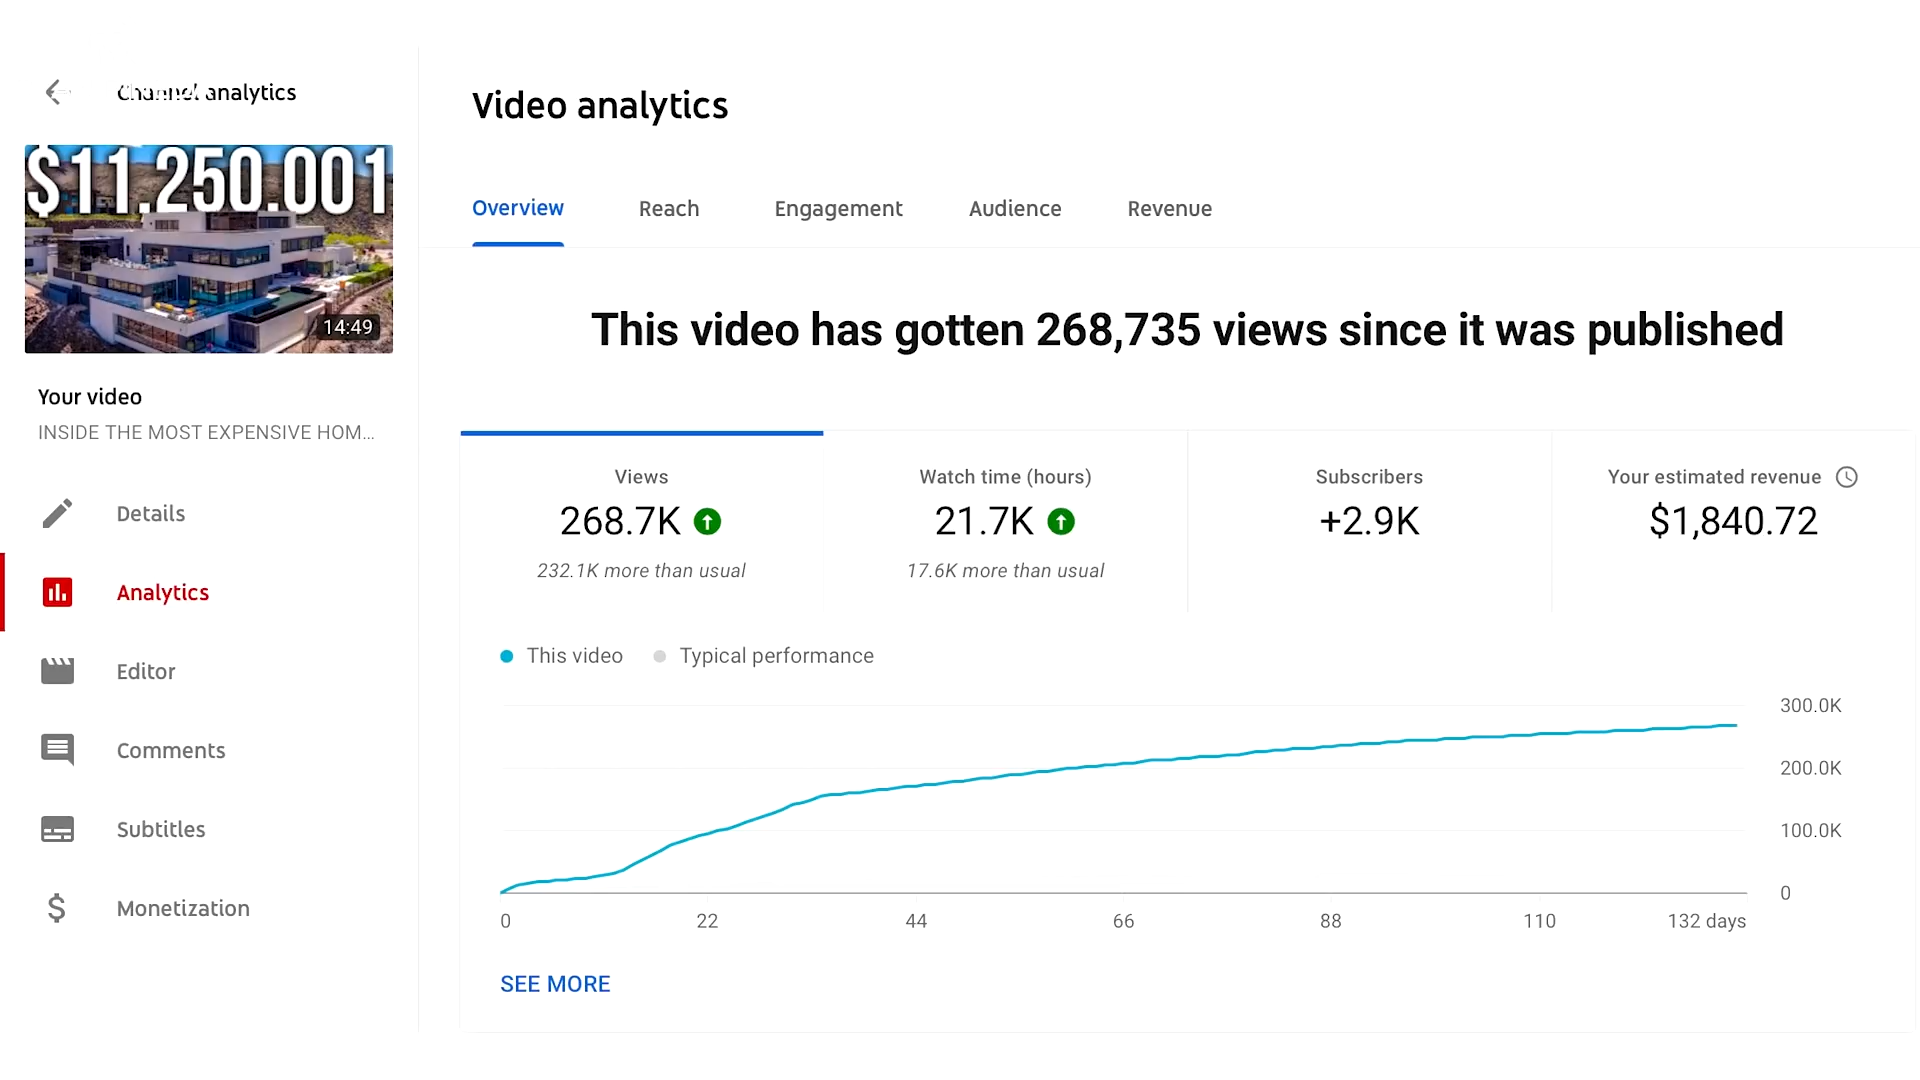 Channel analytics
$11.250.001
14:49
Your video
INSIDE THE MOST EXPENSIVE HOM...
Details
Analytics
Editor
Comments
Subtitles
Monetization
Video analytics
Overview Reach Engagement Audience Revenue
This video has gotten 268,735 views since it was published
Views
268.7K
232.1K more than usual
Watch time (hours)
21.7K
17.6K more than usual
Subscribers
+2.9K
Your estimated revenue
$1,840.72
This video Typical performance
300.0K
200.0K
100.0K
0
0 22 44 66 88 110 132 days
SEE MORE